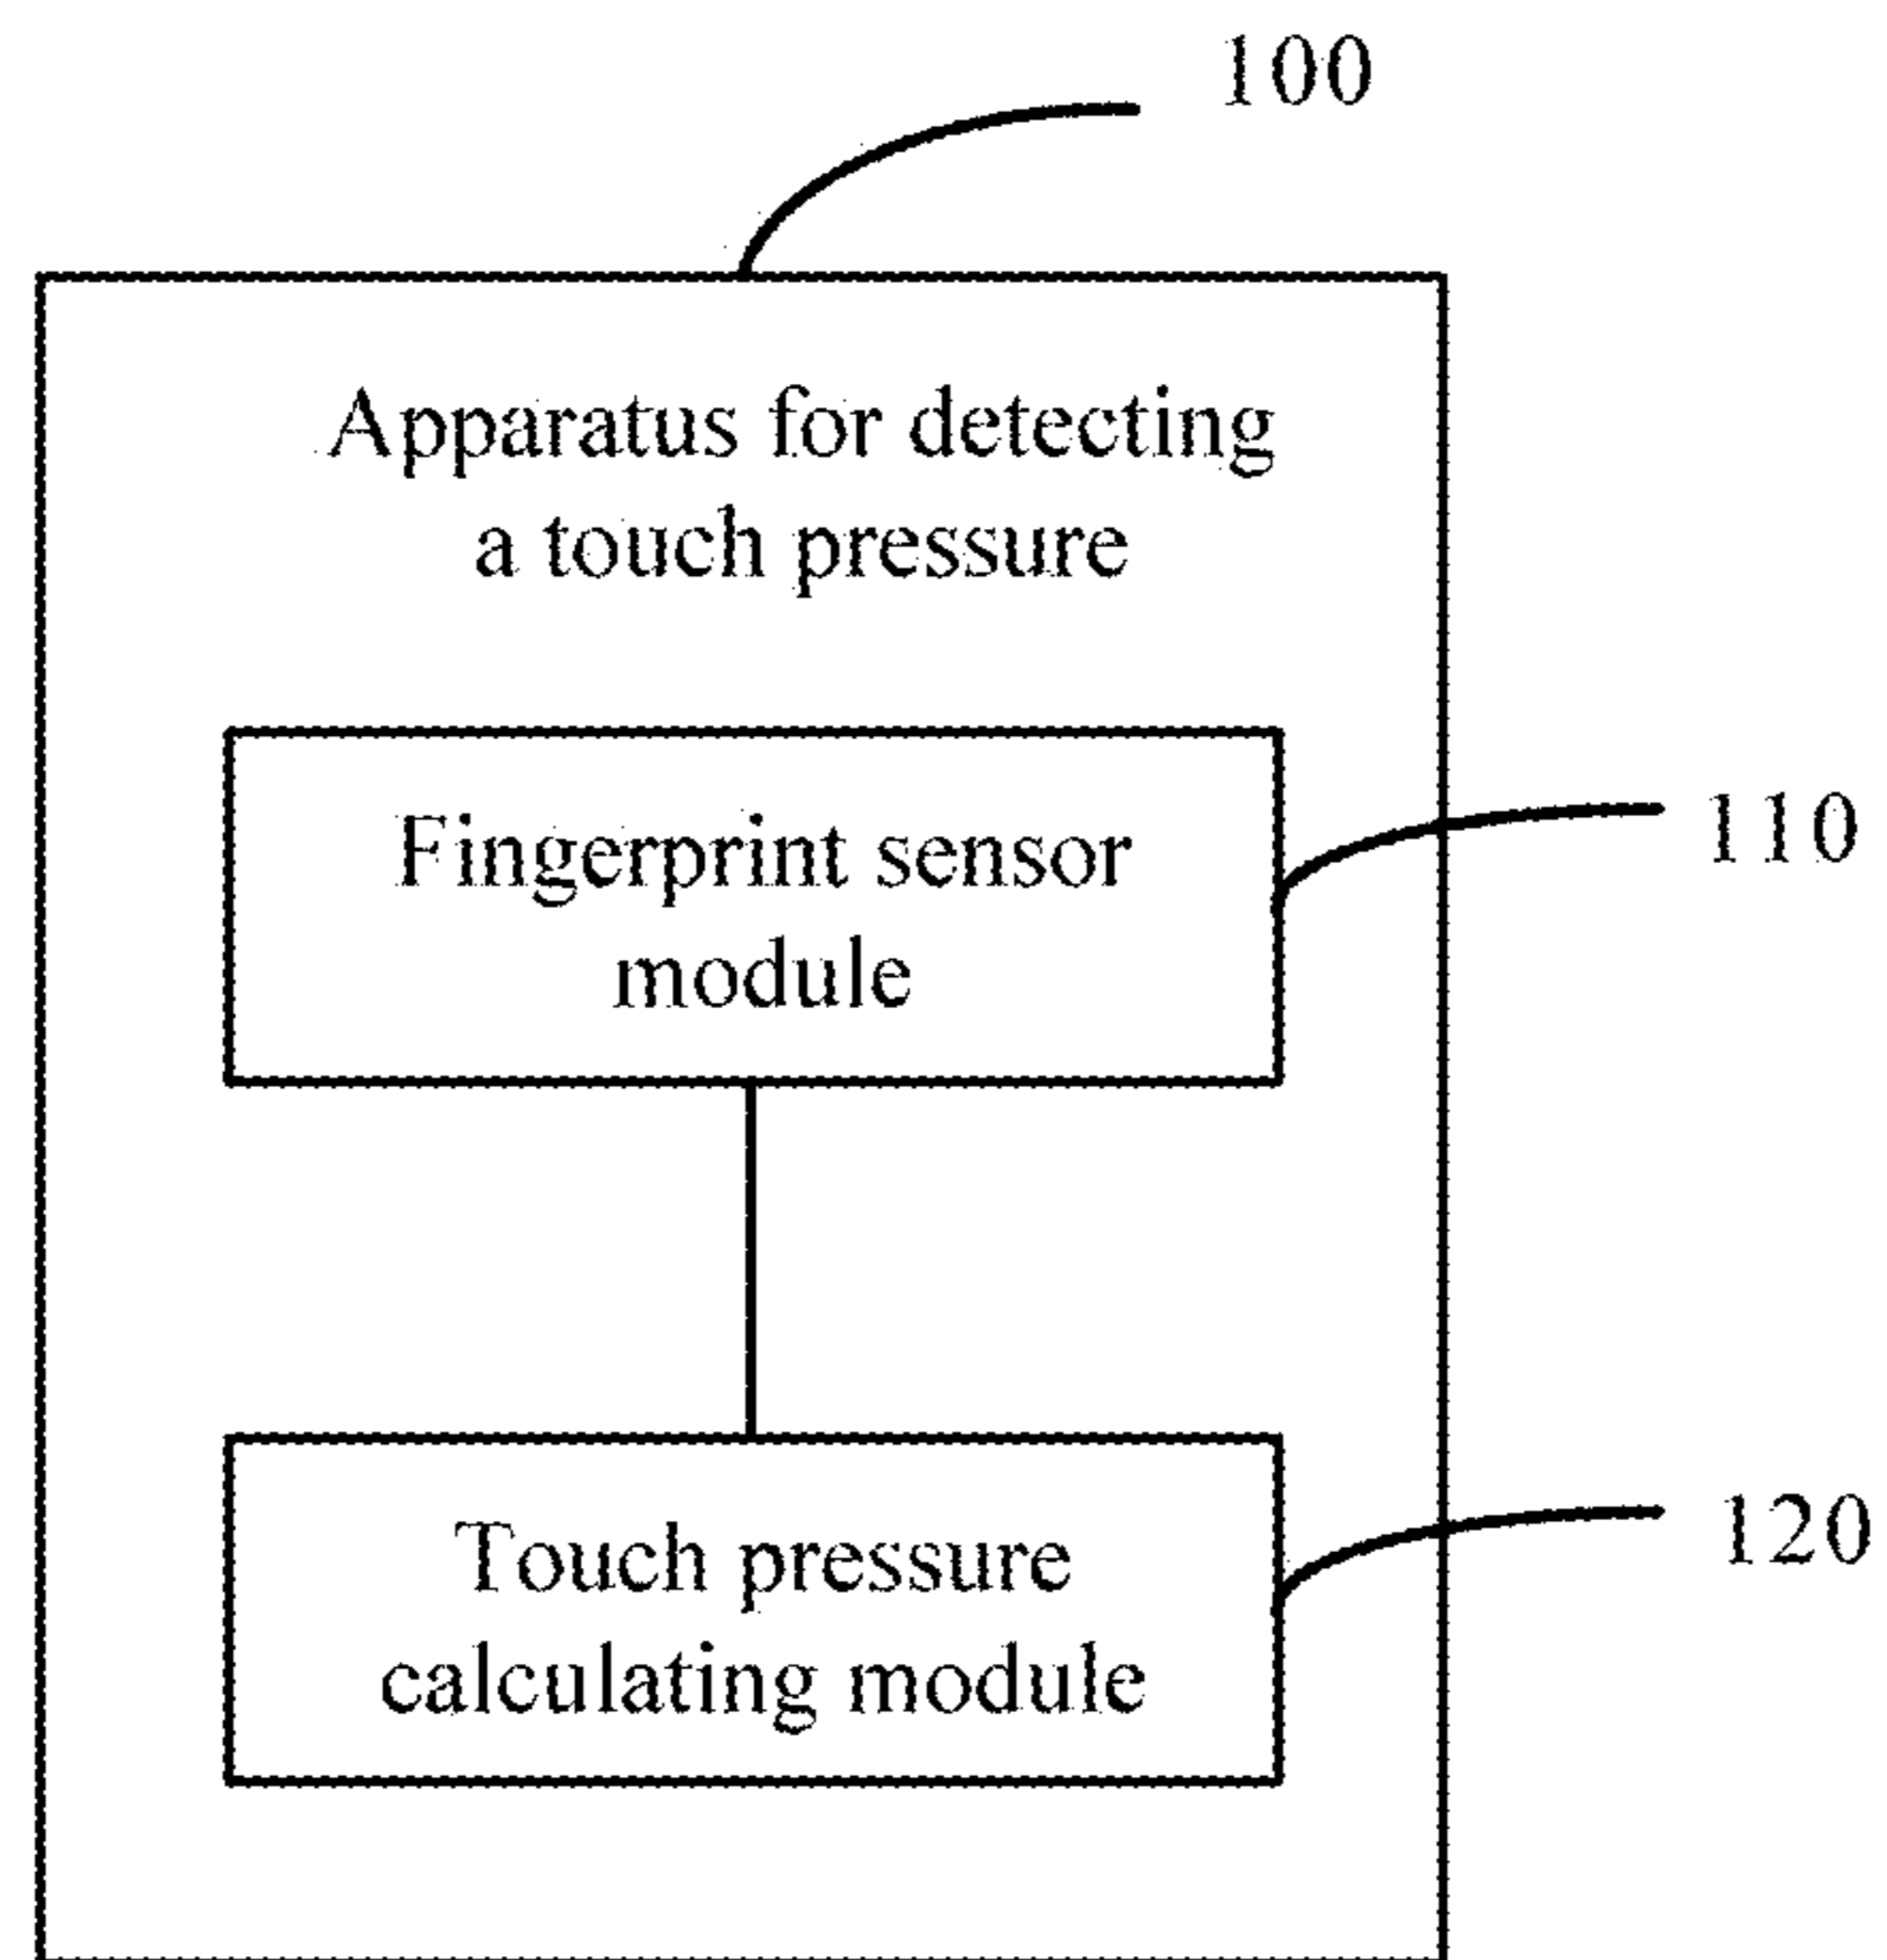 100
Apparatus for detecting
a touch pressure
Fingerprint sensor
module
110
Touch pressure
calculating module
120